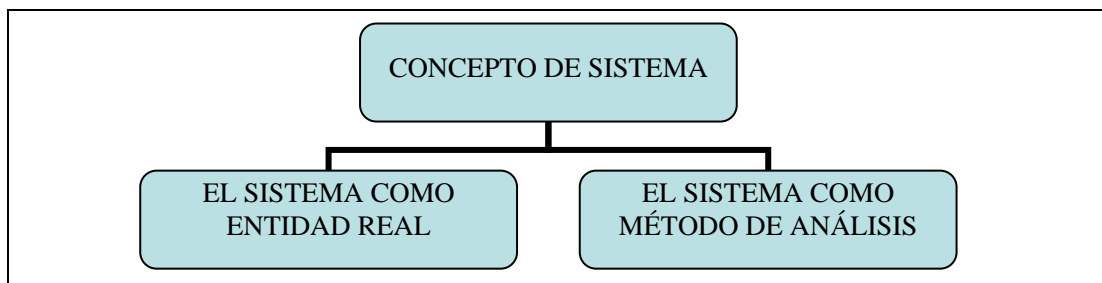 CONCEPTO DE SISTEMA
EL SISTEMA COMO
ENTIDAD REAL
EL SISTEMA COMO
MÉTODO DE ANÁLISIS